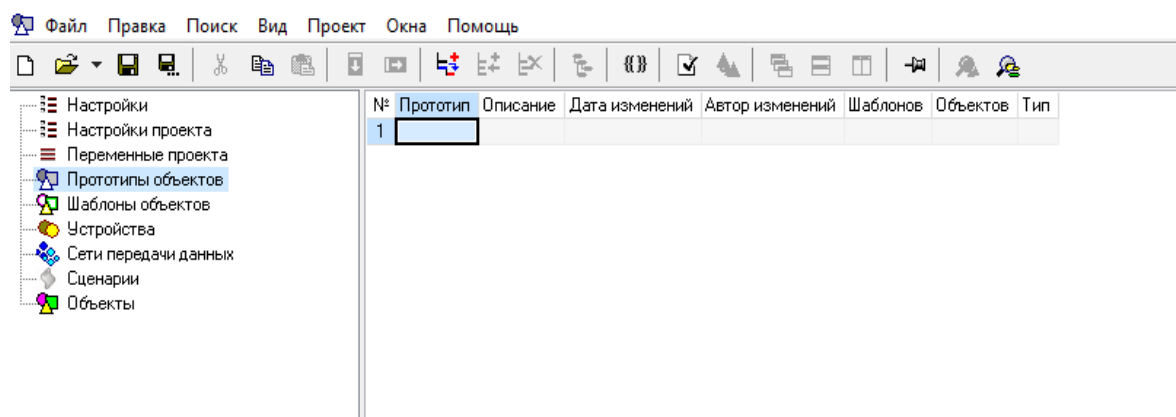 Файл Правка Поиск Вид Проект Окна Помощь
Настройки
Настройки проекта
Переменные проекта
Прототипы объектов
Шаблоны объектов
Устройства
Сети передачи данных
Сценарии
Объекты
№ Прототип Описание Дата изменений Автор изменений Шаблонов Объектов Тип
1